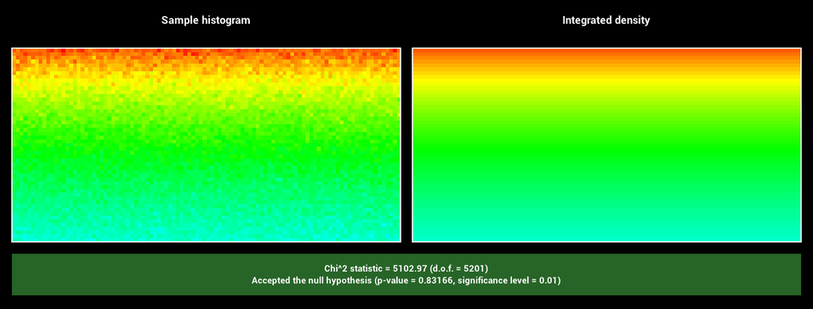 Sample histogram
Integrated density
Chi^2 statistic = 5102.97 (d.o.f. = 5201)
Accepted the null hypothesis (p-value = 0.83166, significance level = 0.01)